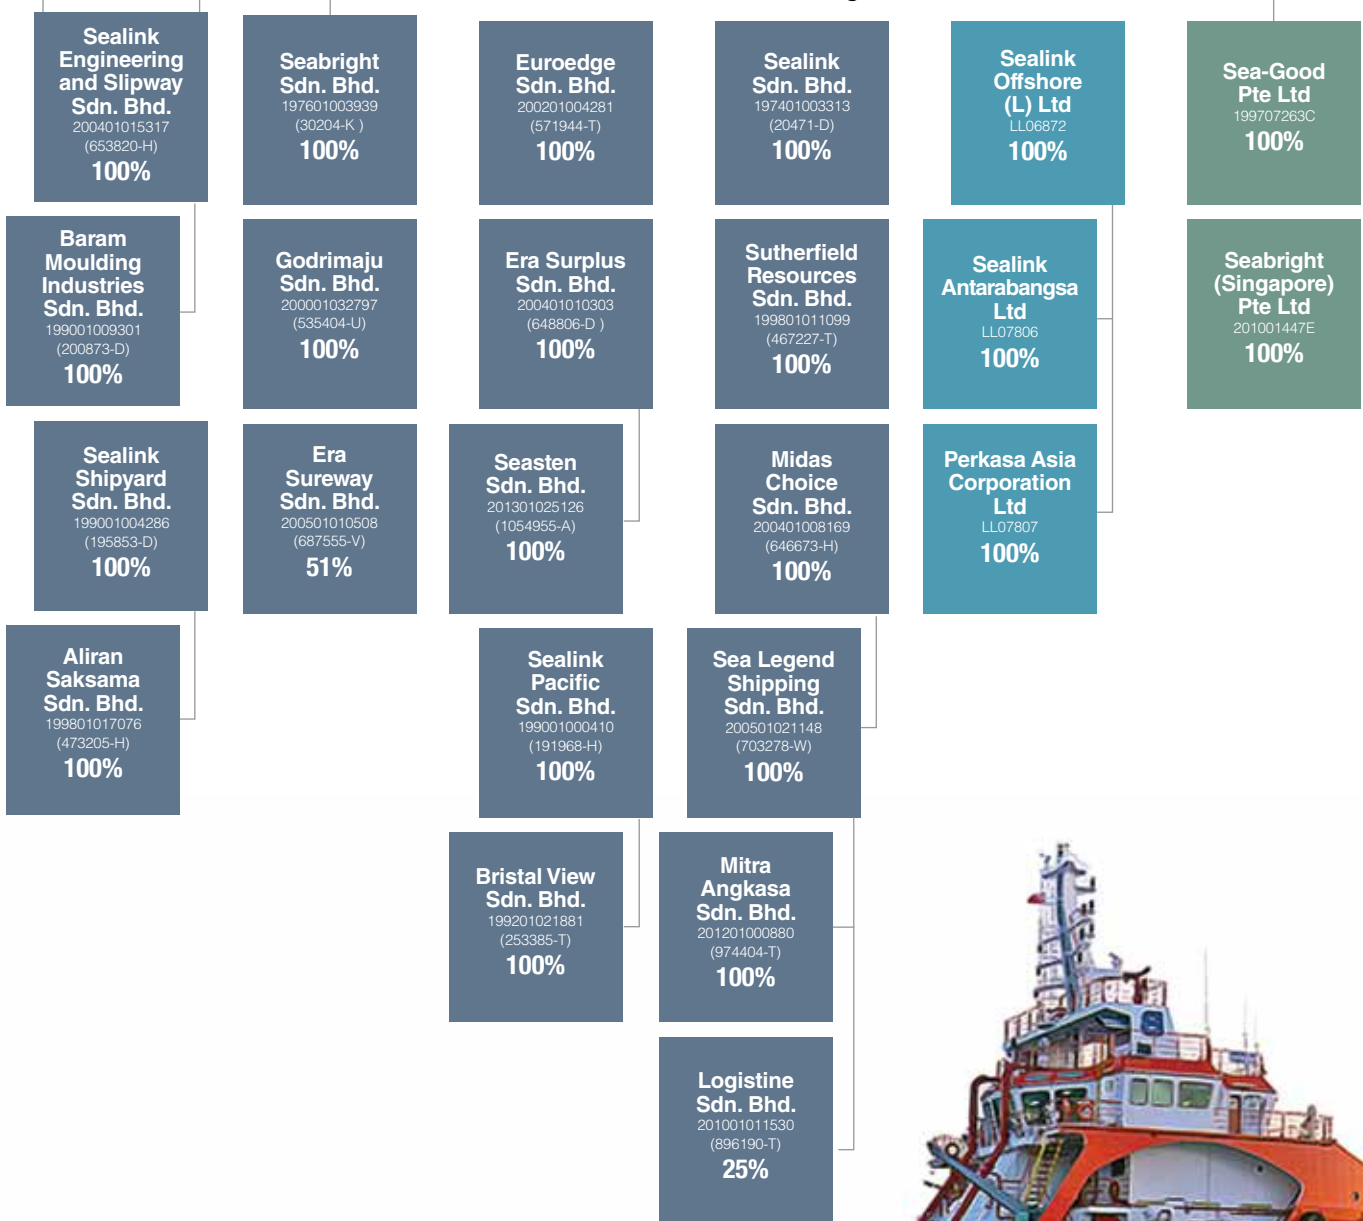 Sealink
Engineering
and Slipway
Sdn. Bhd.
200401015317
(653820-H)
100%
Seabright
Sdn. Bhd.
197601003939
(30204-K )
100%
Euroedge
Sdn. Bhd.
200201004281
(571944-T)
100%
Sealink
Sdn. Bhd.
197401003313
(20471-D)
100%
Sealink
Offshore
(L) Ltd
LL06872
100%
Sea-Good
Pte Ltd
199707263C
100%
Baram
Moulding
Industries
Sdn. Bhd.
199001009301
(200873-D)
100%
Godrimaju
Sdn. Bhd.
200001032797
(535404-U)
100%
Era Surplus
Sdn. Bhd.
200401010303
(648806-D )
100%
Sutherfield
Resources
Sdn. Bhd.
199801011099
(467227-T)
100%
Sealink
Antarabangsa
Ltd
LL07806
100%
Seabright
(Singapore)
Pte Ltd
201001447E
100%
Sealink
Shipyard
Sdn. Bhd.
199001004286
(195853-D)
100%
Era
Sureway
Sdn. Bhd.
200501010508
(687555-V)
51%
Seasten
Sdn. Bhd.
201301025126
(1054955-A)
100%
Midas
Choice
Sdn. Bhd.
200401008169
(646673-H)
100%
Perkasa Asia
Corporation
Ltd
LL07807
100%
Aliran
Saksama
Sdn. Bhd.
199801017076
(473205-H)
100%
Sealink
Pacific
Sdn. Bhd.
199001000410
(191968-H)
100%
Sea Legend
Shipping
Sdn. Bhd.
200501021148
(703278-W)
100%
Bristal View
Sdn. Bhd.
199201021881
(253385-T)
100%
Mitra
Angkasa
Sdn. Bhd.
201201000880
(974404-T)
100%
Logistine
Sdn. Bhd.
201001011530
(896190-T)
25%